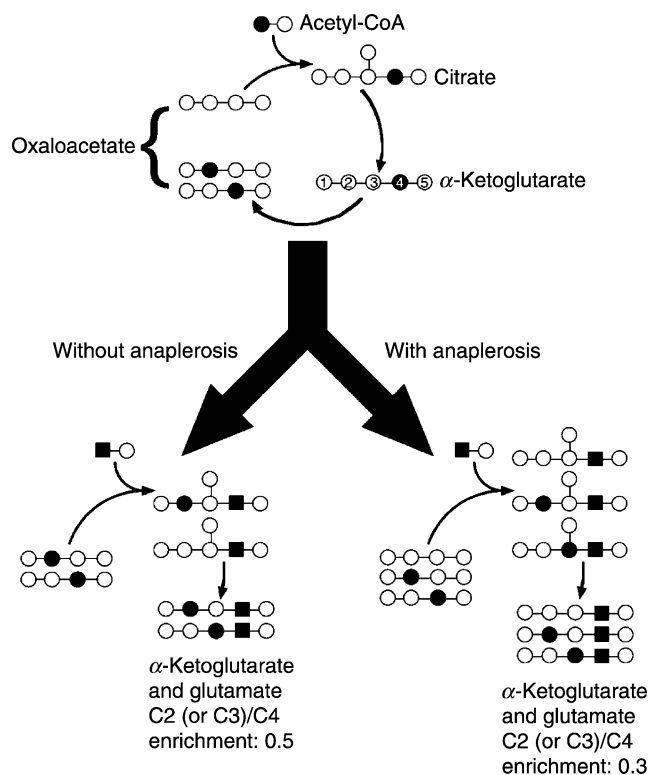 Acetyl-CoA
Citrate
Oxaloacetate
1 2 3 4 5 α-Ketoglutarate
Without anaplerosis
With anaplerosis
α-Ketoglutarate
and glutamate
C2 (or C3)/C4
enrichment: 0.5
α-Ketoglutarate
and glutamate
C2 (or C3)/C4
enrichment: 0.3